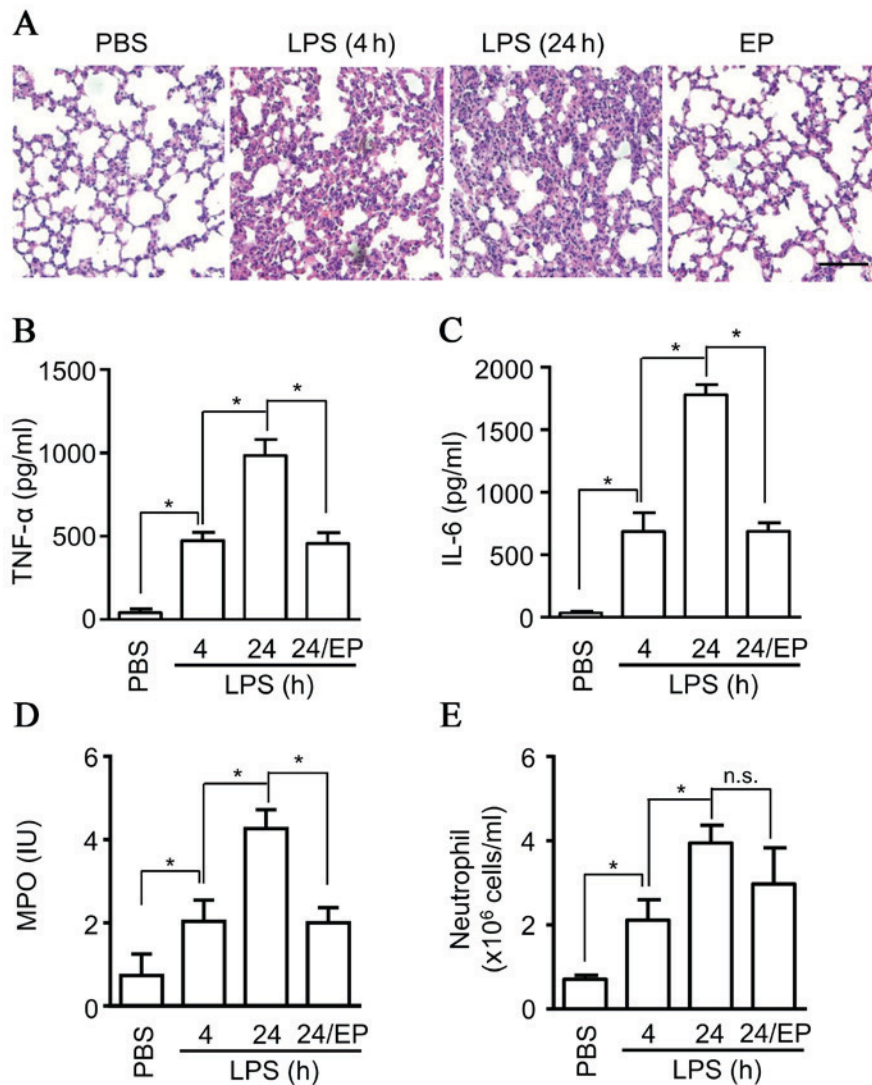 A
PBS LPS (4 h) LPS (24 h) EP
B
1500
1000
500
0
TNF-α (pg/ml)
* * *
PBS 4 24 24/EP
LPS (h)
C
2000
1500
1000
500
0
IL-6 (pg/ml)
* * *
PBS 4 24 24/EP
LPS (h)
D
6
4
2
0
MPO (IU)
* * *
PBS 4 24 24/EP
LPS (h)
E
6
4
2
0
Neutrophil
(x10⁶ cells/ml)
* * n.s.
PBS 4 24 24/EP
LPS (h)